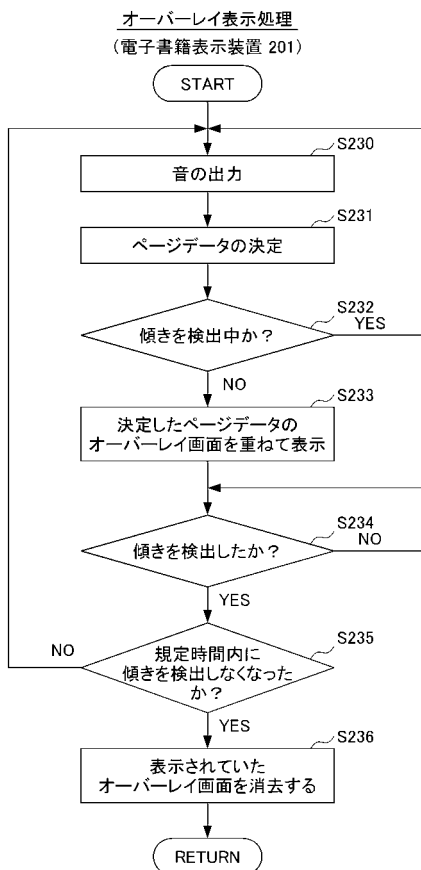 オーバーレイ表示処理
(電子書籍表示装置 201)
START
S230
音の出力
S231
ページデータの決定
S232
傾きを検出中か?
YES
NO
S233
決定したページデータの
オーバーレイ画面を重ねて表示
S234
傾きを検出したか?
NO
YES
S235
NO
規定時間内に
傾きを検出しなくなった
か?
YES
S236
表示されていた
オーバーレイ画面を消去する
RETURN